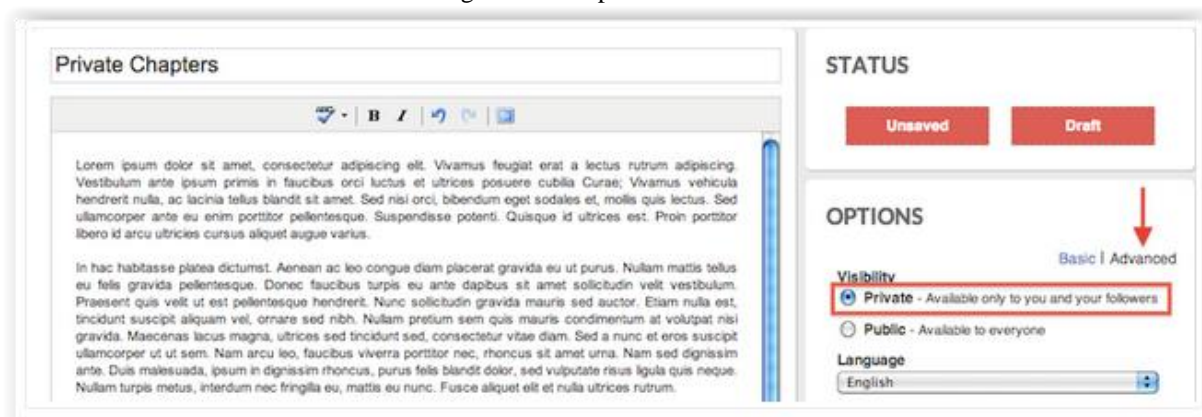 Private Chapters
B I
Lorem ipsum dolor sit amet, consectetur adipiscing elit. Vivamus feugiat erat a lectus rutrum adipiscing.
Vestibulum ante ipsum primis in faucibus orci luctus et ultrices posuere cubilia Curae; Vivamus vehicula
hendrerit nulla, ac lacinia tellus blandit sit amet. Sed nisi orci, bibendum eget sodales et, mollis quis lectus. Sed
ullamcorper ante eu enim porttitor pellentesque. Suspendisse potenti. Quisque id ultrices est. Proin porttitor
libero id arcu ultricies cursus aliquet augue varius.
In hac habitasse platea dictumst. Aenean ac leo congue diam placerat gravida eu ut purus. Nullam mattis tellus
eu felis gravida pellentesque. Donec faucibus turpis eu ante dapibus sit amet sollicitudin velit vestibulum.
Praesent quis velit ut est pellentesque hendrerit. Nunc sollicitudin gravida mauris sed auctor. Etiam nulla est,
tincidunt suscipit aliquam vel, ornare sed nibh. Nullam pretium sem quis mauris condimentum at volutpat nisi
gravida. Maecenas lacus magna, ultrices sed tincidunt sed, consectetur vitae diam. Sed a nunc et eros suscipit
ullamcorper ut ut sem. Nam arcu leo, faucibus viverra porttitor nec, rhoncus sit amet urna. Nam sed dignissim
ante. Duis malesuada, ipsum in dignissim rhoncus, purus felis blandit dolor, sed vulputate risus ligula quis neque.
Nullam turpis metus, interdum nec fringilla eu, mattis eu nunc. Fusce aliquet elit et nulla ultrices rutrum.
STATUS
Unsaved Draft
OPTIONS
Basic | Advanced
Visibility
Private - Available only to you and your followers
Public - Available to everyone
Language
English